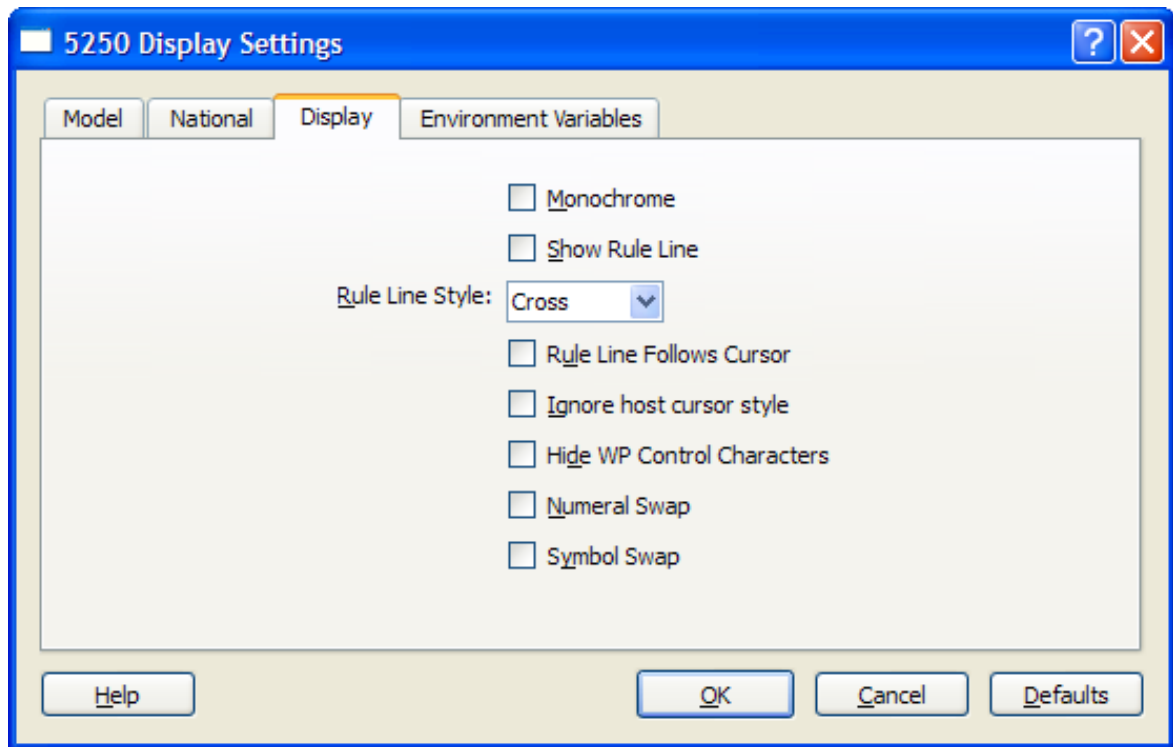 5250 Display Settings
Model National Display Environment Variables
Monochrome
Show Rule Line
Rule Line Style: Cross
Rule Line Follows Cursor
Ignore host cursor style
Hide WP Control Characters
Numeral Swap
Symbol Swap
Help OK Cancel Defaults